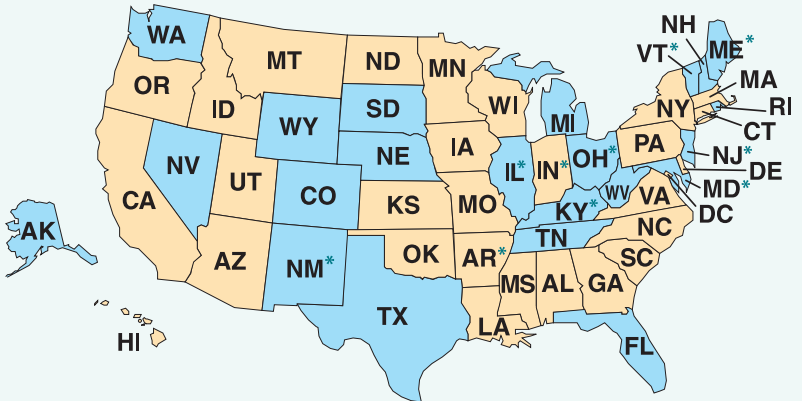 WA
MT
ND
MN
OR
ID
SD
WI
MI
WY
NV
UT
CO
NE
IA
IL*
IN*
OH*
PA
NY
VT*
NH
ME*
MA
RI
CT
NJ*
DE
MD*
DC
WV
VA
CA
KS
MO
KY*
TN
NC
SC
AZ
NM*
OK
AR*
MS
AL
GA
TX
LA
FL
AK
HI